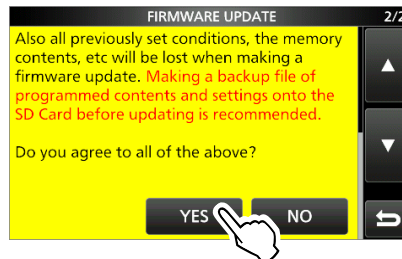 FIRMWARE UPDATE 2/2
Also all previously set conditions, the memory
contents, etc will be lost when making a
firmware update. Making a backup file of
programmed contents and settings onto the
SD Card before updating is recommended.
Do you agree to all of the above?
YES NO